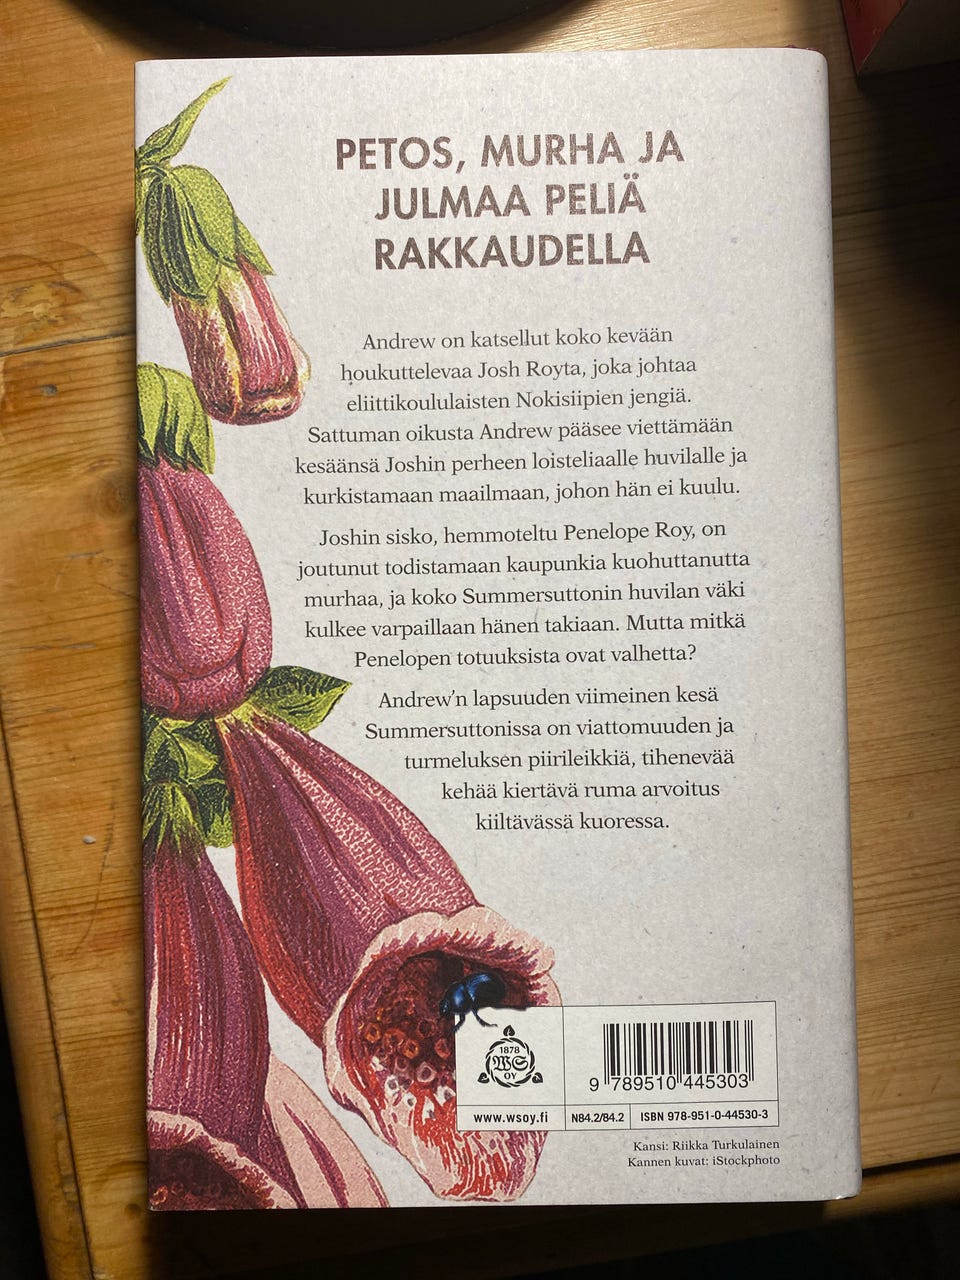 PETOS, MURHA JA
JULMAA PELIÄ
RAKKAUDELLA
Andrew on katsellut koko kevään
houkuttelevaa Josh Royta, joka johtaa
eliittikoululaisten Nokisiipien jengiä.
Sattuman oikusta Andrew pääsee viettämään
kesäänsä Joshin perheen loisteliaalle huvilalle ja
kurkistamaan maailmaan, johon hän ei kuulu.
Joshin sisko, hemmoteltu Penelope Roy, on
joutunut todistamaan kaupunkia kuohuttanutta
murhaa, ja koko Summersuttonin huvilan väki
kulkee varpaillaan hänen takiaan. Mutta mitkä
Penelopen totuuksista ovat valhetta?
Andrew'n lapsuuden viimeinen kesä
Summersuttonissa on viattomuuden ja
turmeluksen piirileikkiä, tihenevää
kehää kiertävä ruma arvoitus
kiiltävässä kuoressa.
1878
WS
OY
9 789510 445303
www.wsoy.fi
N84.2/84.2
ISBN 978-951-0-44530-3
Kansi: Riikka Turkulainen
Kannen kuvat: iStockphoto